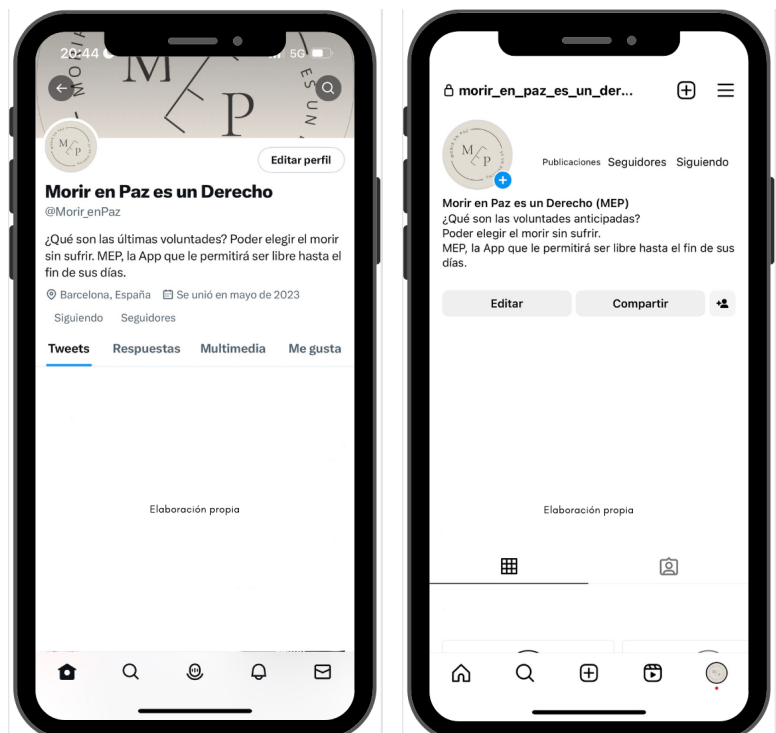 20:44
5G
M E P
MORIR
ES UN
M E P
Editar perfil
Morir en Paz es un Derecho
@Morir_enPaz
¿Qué son las últimas voluntades? Poder elegir el morir
sin sufrir. MEP, la App que le permitirá ser libre hasta el
fin de sus días.
Barcelona, España Se unió en mayo de 2023
Siguiendo Seguidores
Tweets Respuestas Multimedia Me gusta
Elaboración propia
morir_en_paz_es_un_der...
M E P
Publicaciones Seguidores Siguiendo
Morir en Paz es un Derecho (MEP)
¿Qué son las voluntades anticipadas?
Poder elegir el morir sin sufrir.
MEP, la App que le permitirá ser libre hasta el fin de sus
días.
Editar Compartir
Elaboración propia